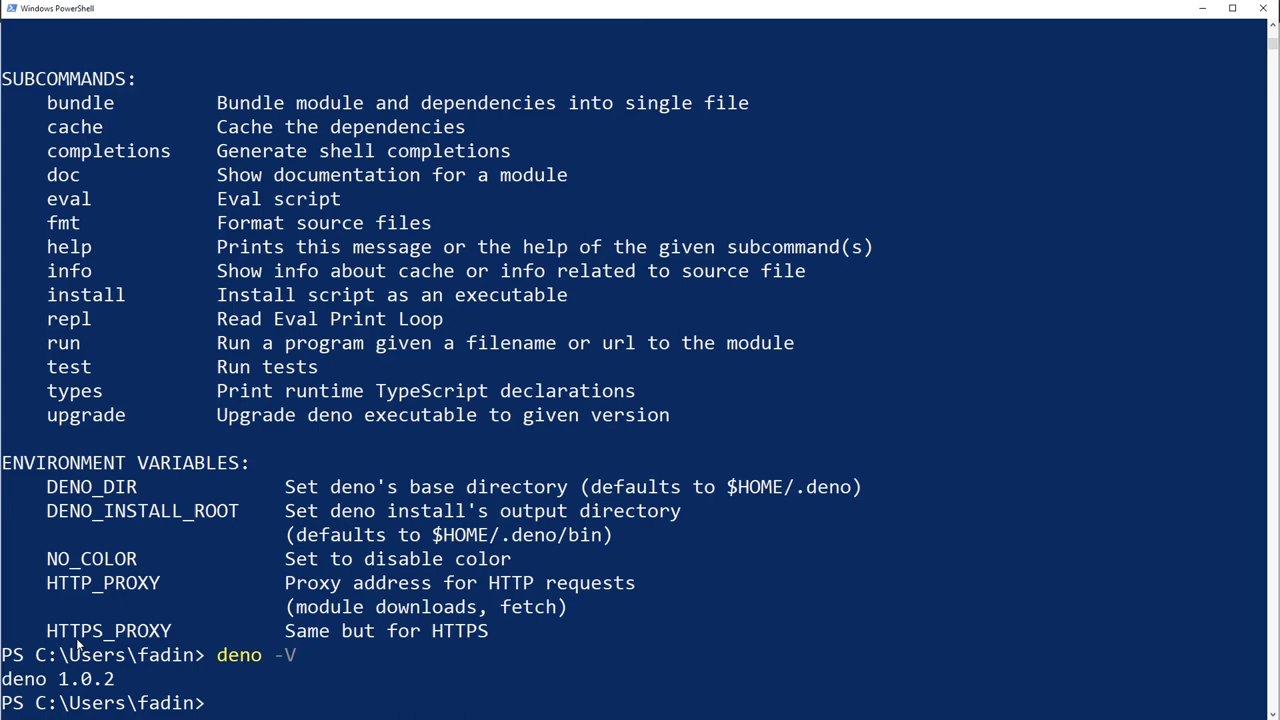 Windows PowerShell
SUBCOMMANDS:
bundle Bundle module and dependencies into single file
cache Cache the dependencies
completions Generate shell completions
doc Show documentation for a module
eval Eval script
fmt Format source files
help Prints this message or the help of the given subcommand(s)
info Show info about cache or info related to source file
install Install script as an executable
repl Read Eval Print Loop
run Run a program given a filename or url to the module
test Run tests
types Print runtime TypeScript declarations
upgrade Upgrade deno executable to given version
ENVIRONMENT VARIABLES:
DENO_DIR Set deno's base directory (defaults to $HOME/.deno)
DENO_INSTALL_ROOT Set deno install's output directory
(defaults to $HOME/.deno/bin)
NO_COLOR Set to disable color
HTTP_PROXY Proxy address for HTTP requests
(module downloads, fetch)
HTTPS_PROXY Same but for HTTPS
PS C:\Users\fadin> deno -V
deno 1.0.2
PS C:\Users\fadin>